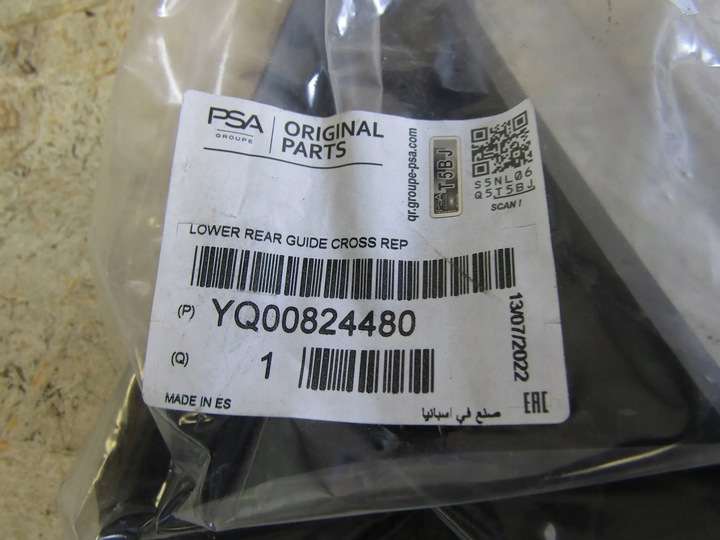 PSA
GROUPE
ORIGINAL
PARTS
qr.groupe-psa.com
PSA
T5BJ
S5NL06
Q5T5BJ
SCAN !
LOWER REAR GUIDE CROSS REP
(P) YQ00824480
13/07/2022
(Q) 1
MADE IN ES
صنع في اسبانيا
EAC